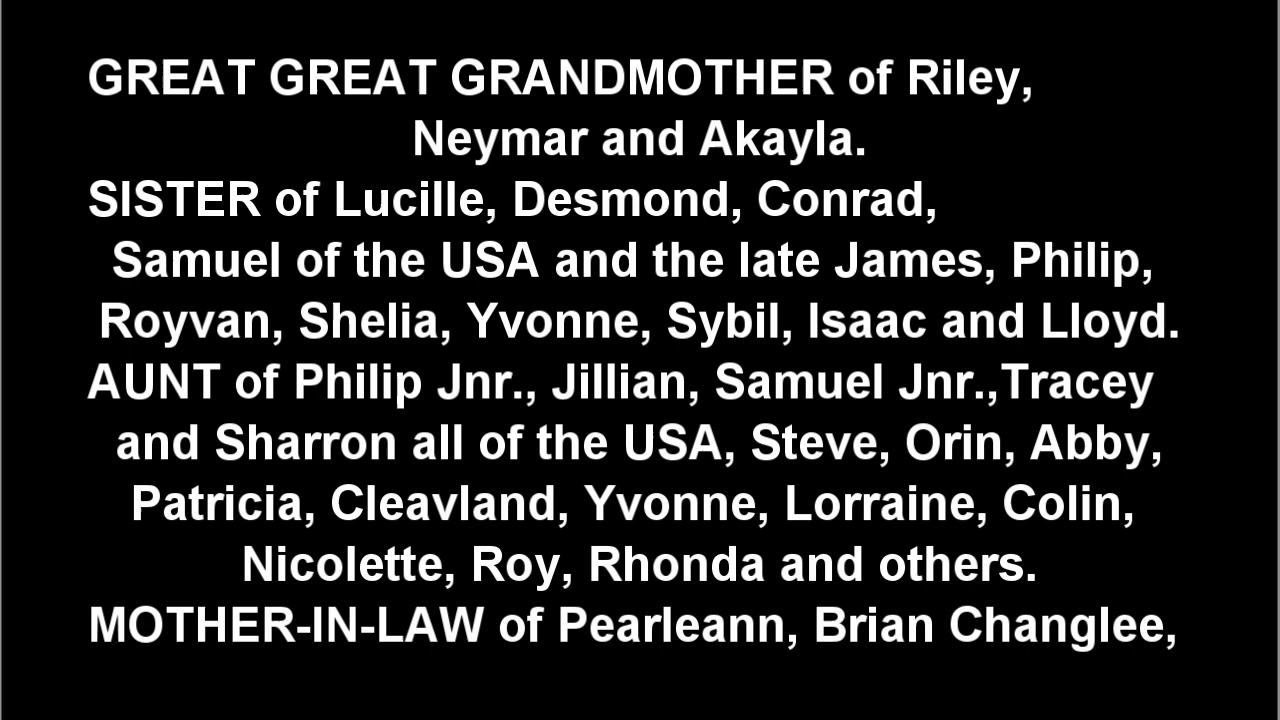 GREAT GREAT GRANDMOTHER of Riley,
Neymar and Akayla.
SISTER of Lucille, Desmond, Conrad,
Samuel of the USA and the late James, Philip,
Royvan, Shelia, Yvonne, Sybil, Isaac and Lloyd.
AUNT of Philip Jnr., Jillian, Samuel Jnr.,Tracey
and Sharron all of the USA, Steve, Orin, Abby,
Patricia, Cleavland, Yvonne, Lorraine, Colin,
Nicolette, Roy, Rhonda and others.
MOTHER-IN-LAW of Pearleann, Brian Changlee,